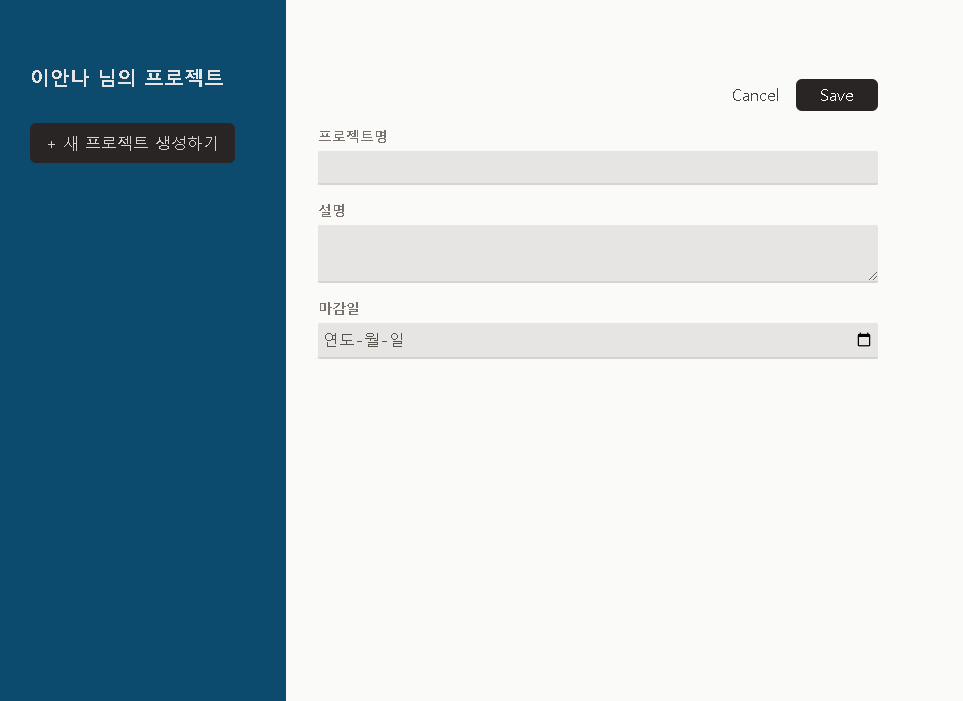 이안나 님의 프로젝트
+ 새 프로젝트 생성하기
Cancel
Save
프로젝트명
설명
마감일
연도-월-일